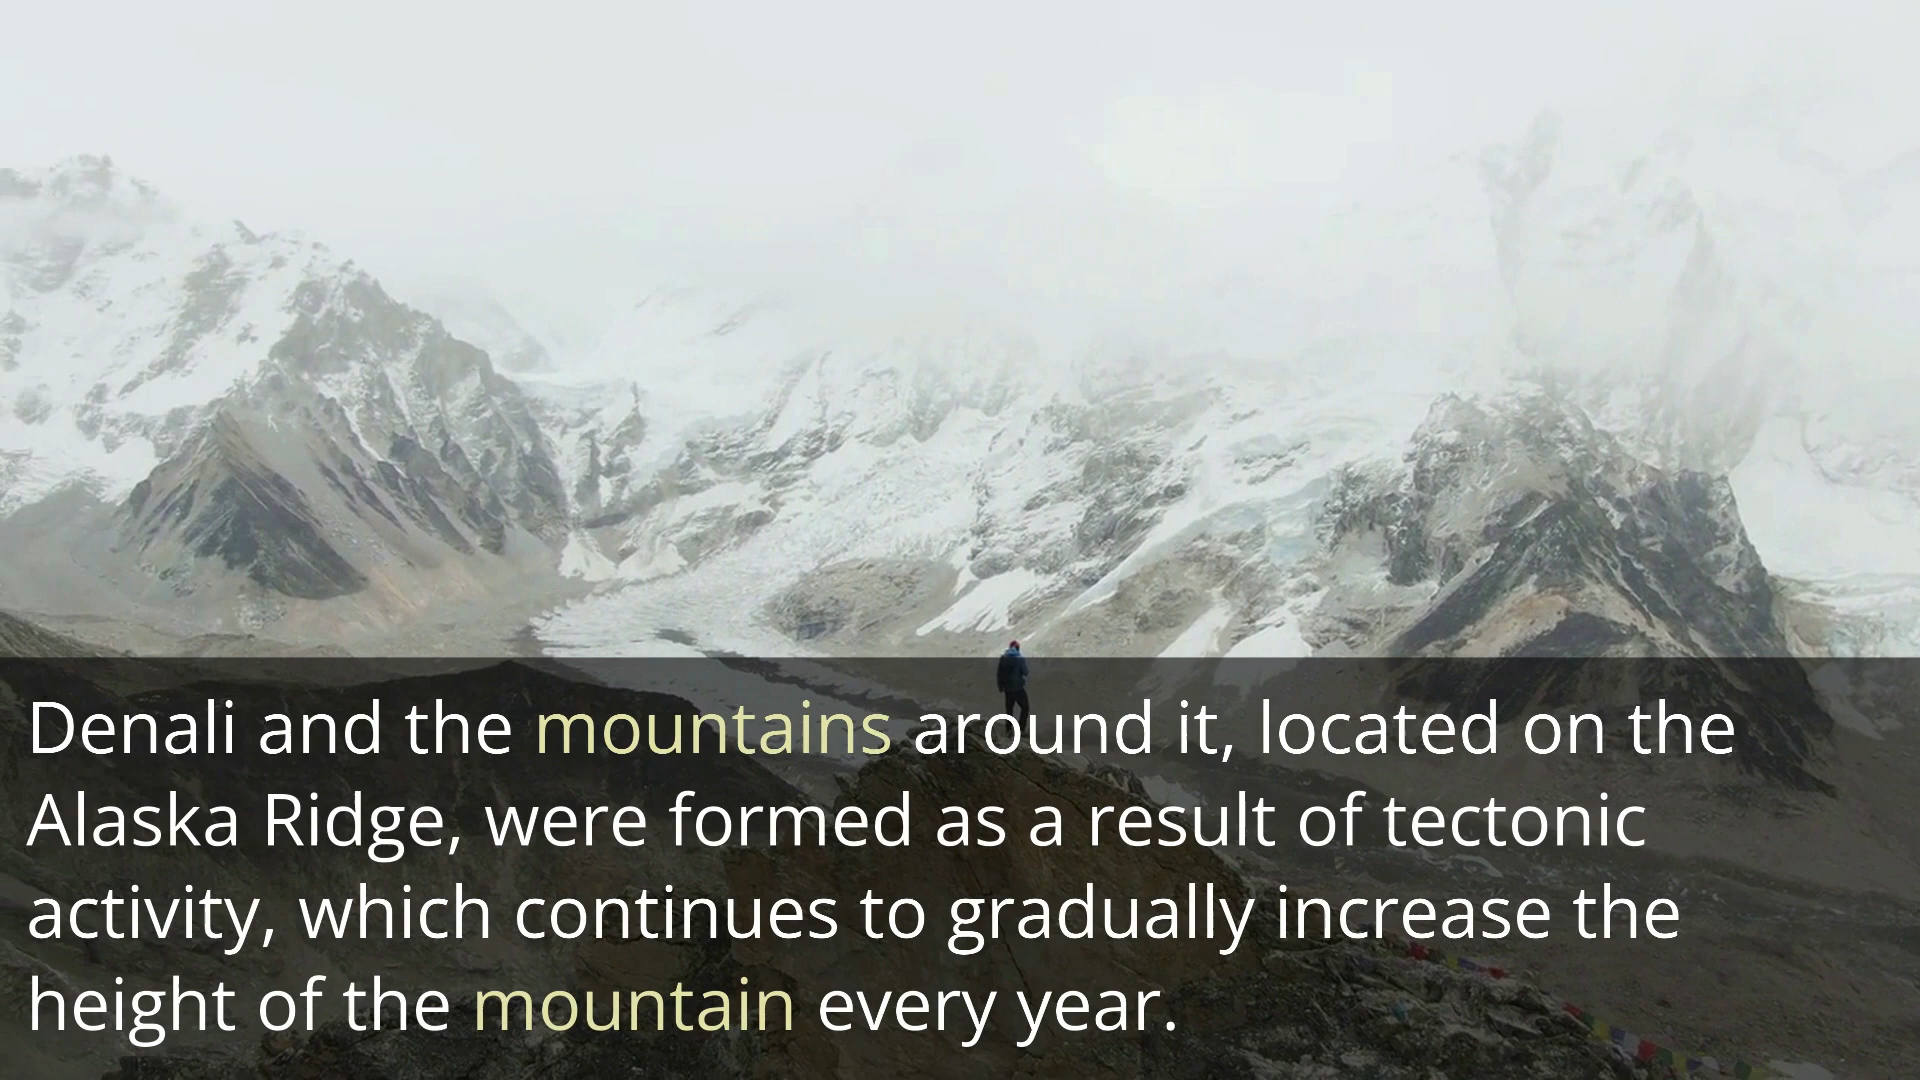 Denali and the mountains around it, located on the
Alaska Ridge, were formed as a result of tectonic
activity, which continues to gradually increase the
height of the mountain every year.